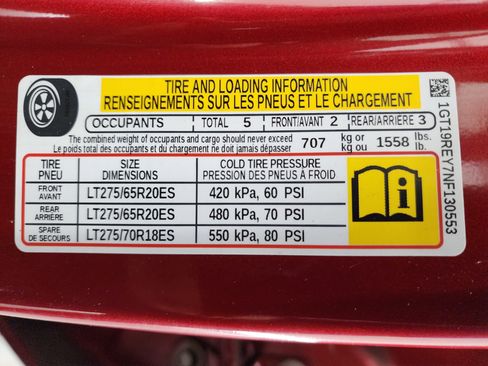 TIRE AND LOADING INFORMATION
RENSEIGNEMENTS SUR LES PNEUS ET LE CHARGEMENT
OCCUPANTS TOTAL 5 FRONT/AVANT 2 REAR/ARRIÈRE 3
The combined weight of occupants and cargo should never exceed 707 kg or 1558 lbs.
Le poids total des occupants et du chargement ne doit jamais dépasser kg ou lb.
TIRE SIZE COLD TIRE PRESSURE
PNEU DIMENSIONS PRESSION DES PNEUS À FROID
FRONT
AVANT LT275/65R20ES 420 kPa, 60 PSI
REAR
ARRIÈRE LT275/65R20ES 480 kPa, 70 PSI
SPARE
DE SECOURS LT275/70R18ES 550 kPa, 80 PSI
1GT19REY7NF130553